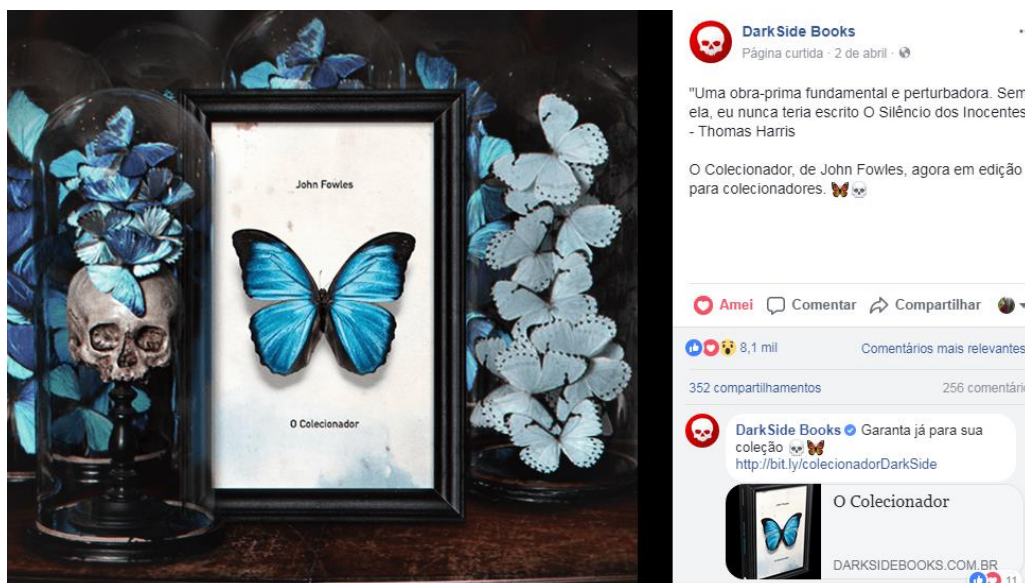 John Fowles
O Colecionador
DarkSide Books
Página curtida · 2 de abril ·
"Uma obra-prima fundamental e perturbadora. Sem
ela, eu nunca teria escrito O Silêncio dos Inocentes
- Thomas Harris
O Colecionador, de John Fowles, agora em edição
para colecionadores. 🦋💀
Amei Comentar Compartilhar
8,1 mil Comentários mais relevantes
352 compartilhamentos 256 comentário
DarkSide Books Garanta já para sua
coleção 💀🦋
http://bit.ly/colecionadorDarkSide
O Colecionador
DARKSIDEBOOKS.COM.BR
11